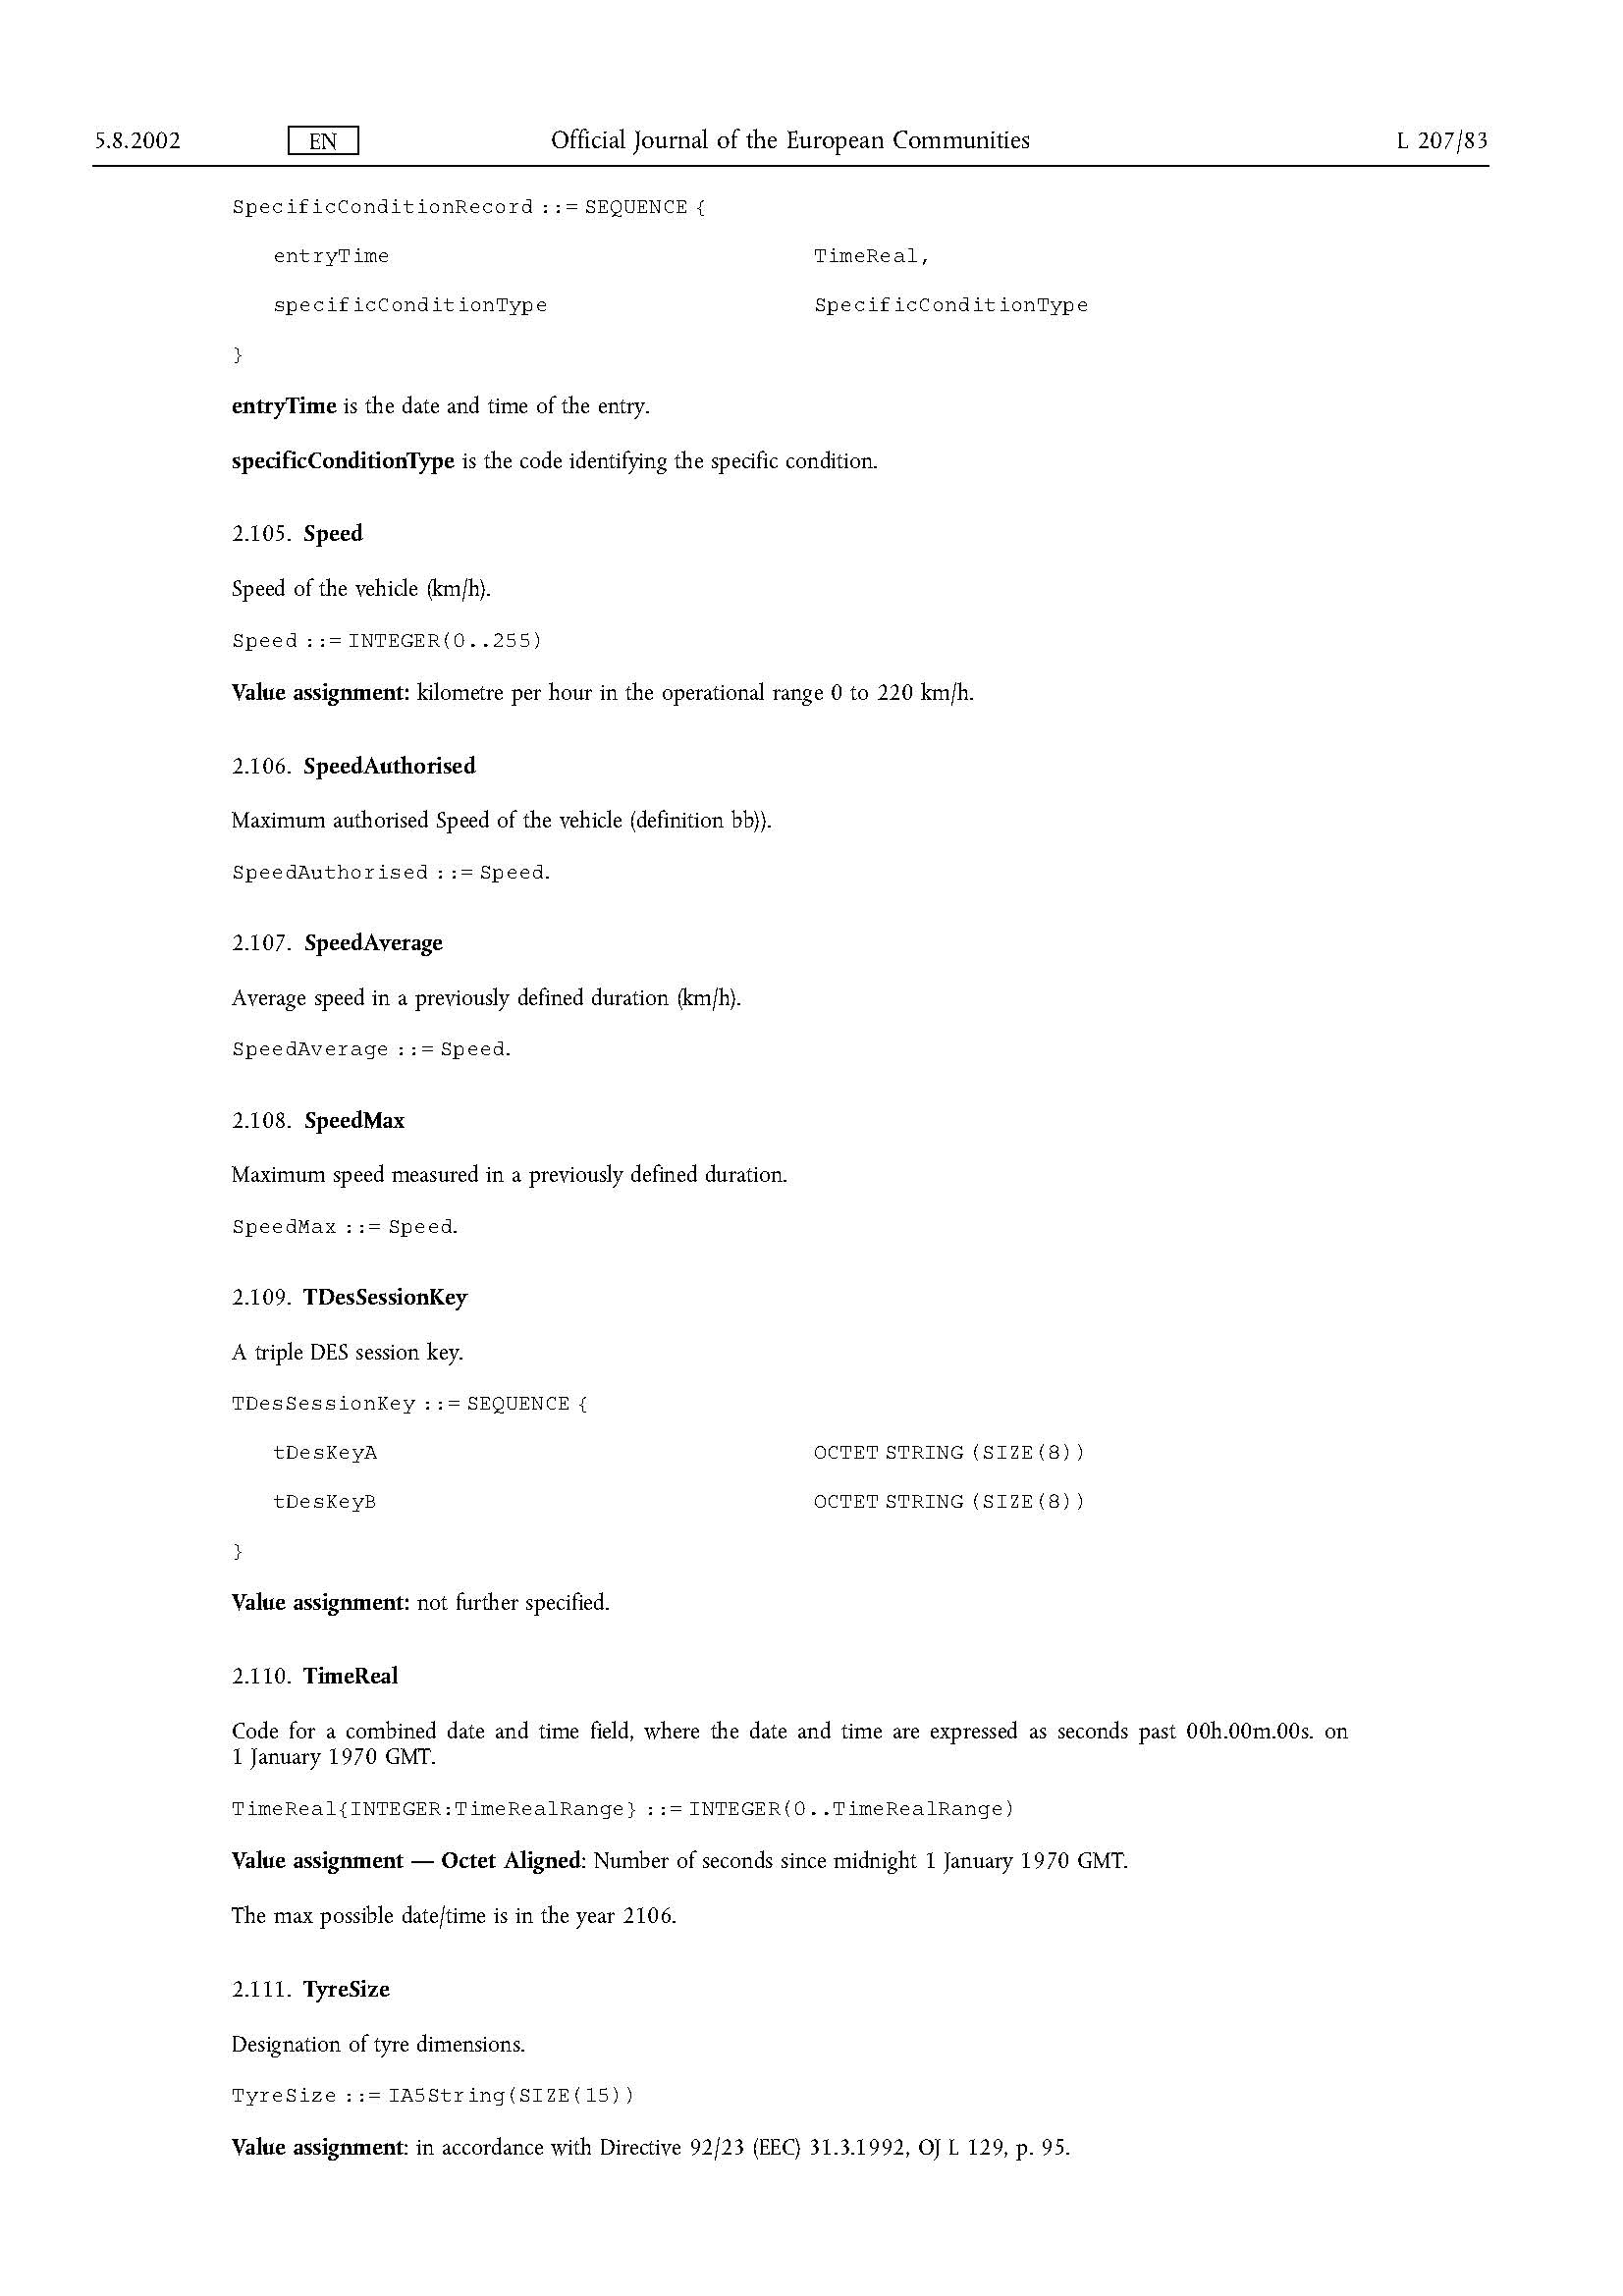 5.8.2002 EN Official Journal of the European Communities L 207/83
SpecificConditionRecord ::= SEQUENCE {
entryTime TimeReal,
specificConditionType SpecificConditionType
}
entryTime is the date and time of the entry.
specificConditionType is the code identifying the specific condition.
2.105. Speed
Speed of the vehicle (km/h).
Speed ::= INTEGER(0..255)
Value assignment: kilometre per hour in the operational range 0 to 220 km/h.
2.106. SpeedAuthorised
Maximum authorised Speed of the vehicle (definition bb)).
SpeedAuthorised ::= Speed.
2.107. SpeedAverage
Average speed in a previously defined duration (km/h).
SpeedAverage ::= Speed.
2.108. SpeedMax
Maximum speed measured in a previously defined duration.
SpeedMax ::= Speed.
2.109. TDesSessionKey
A triple DES session key.
TDesSessionKey ::= SEQUENCE {
tDesKeyA OCTET STRING (SIZE(8))
tDesKeyB OCTET STRING (SIZE(8))
}
Value assignment: not further specified.
2.110. TimeReal
Code for a combined date and time field, where the date and time are expressed as seconds past 00h.00m.00s. on
1 January 1970 GMT.
TimeReal{INTEGER:TimeRealRange} ::= INTEGER(0..TimeRealRange)
Value assignment — Octet Aligned: Number of seconds since midnight 1 January 1970 GMT.
The max possible date/time is in the year 2106.
2.111. TyreSize
Designation of tyre dimensions.
TyreSize ::= IA5String(SIZE(15))
Value assignment: in accordance with Directive 92/23 (EEC) 31.3.1992, OJ L 129, p. 95.